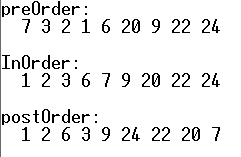 preOrder:
7 3 2 1 6 20 9 22 24
InOrder:
1 2 3 6 7 9 20 22 24
postOrder:
1 2 6 3 9 24 22 20 7